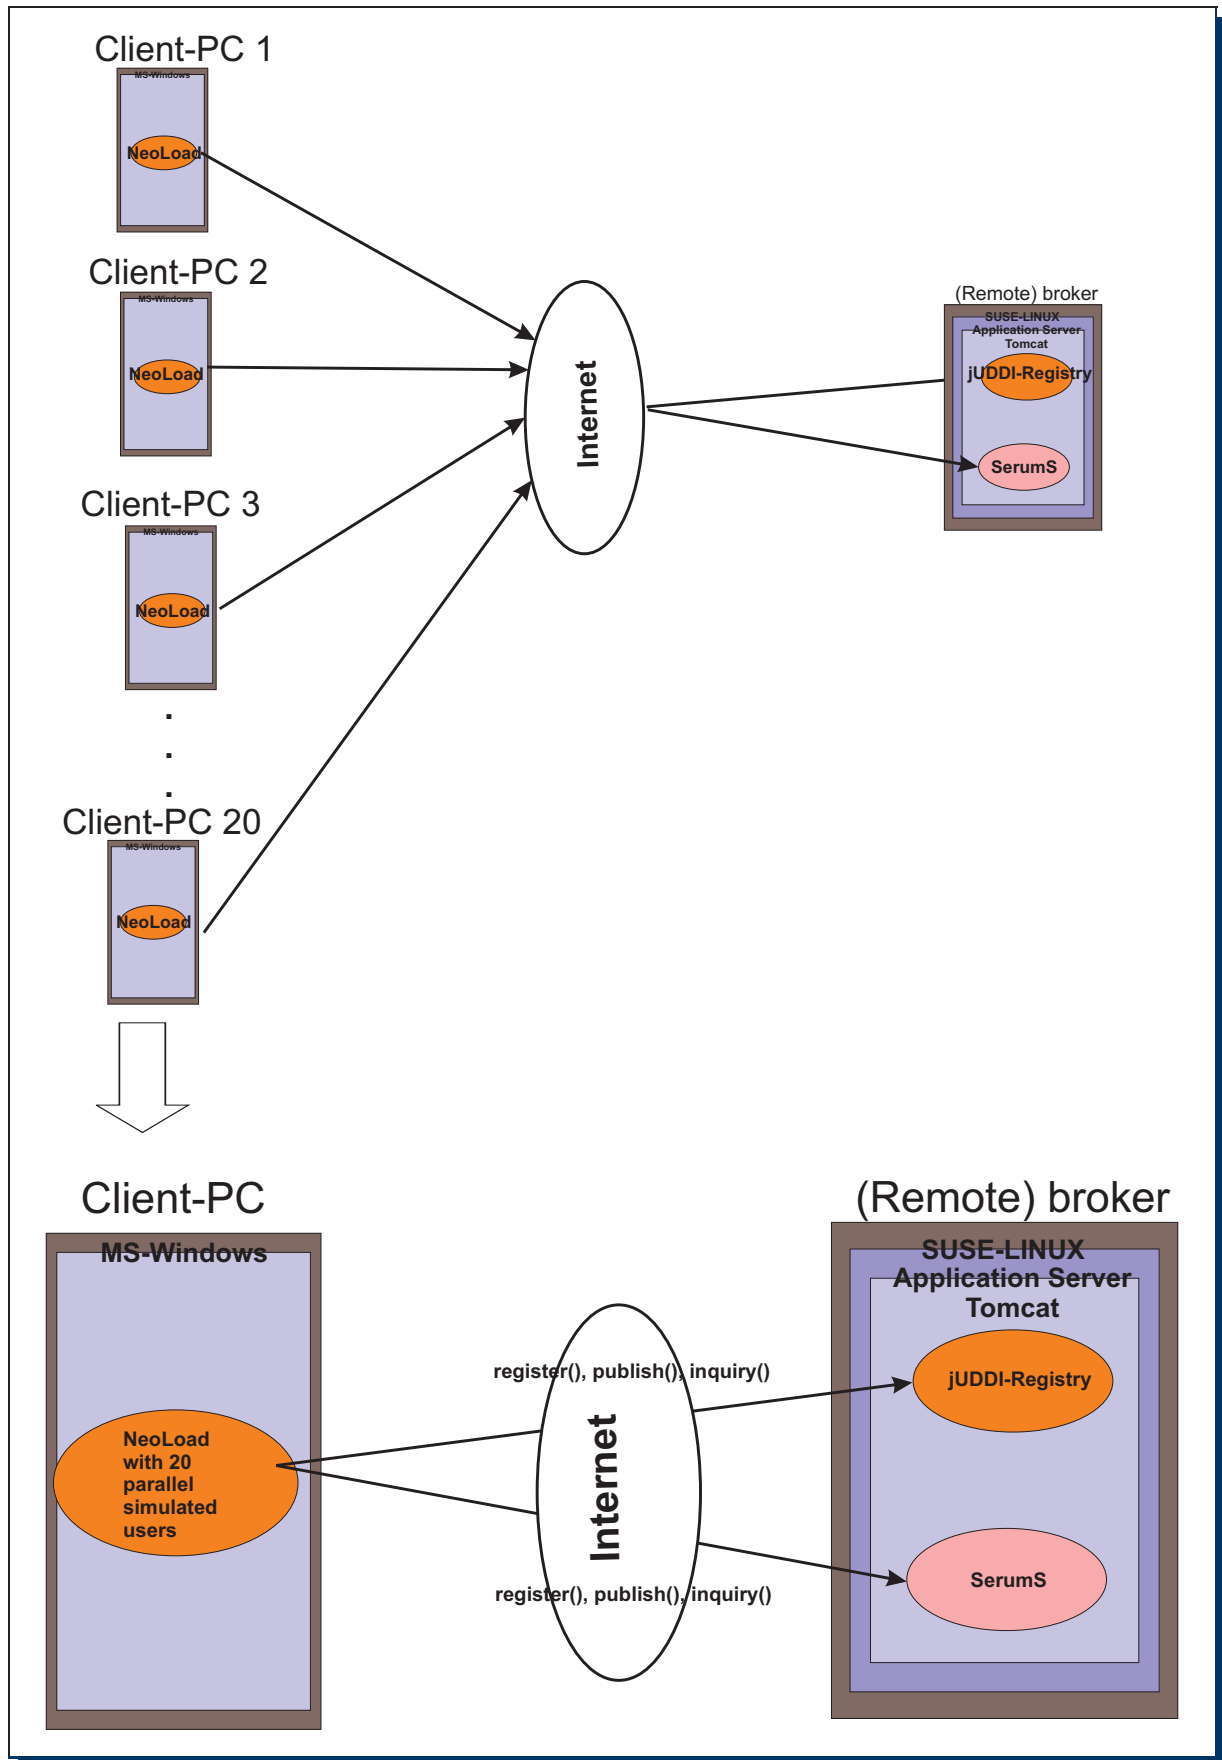 Client-PC 1
MS-Windows
NeoLoad
Client-PC 2
MS-Windows
NeoLoad
(Remote) broker
SUSE-LINUX
Application Server
Tomcat
jUDDI-Registry
Internet
SerumS
Client-PC 3
MS-Windows
NeoLoad
.
.
.
Client-PC 20
MS-Windows
NeoLoad
Client-PC
MS-Windows
NeoLoad
with 20
parallel
simulated
users
register(), publish(), inquiry()
Internet
register(), publish(), inquiry()
(Remote) broker
SUSE-LINUX
Application Server
Tomcat
jUDDI-Registry
SerumS